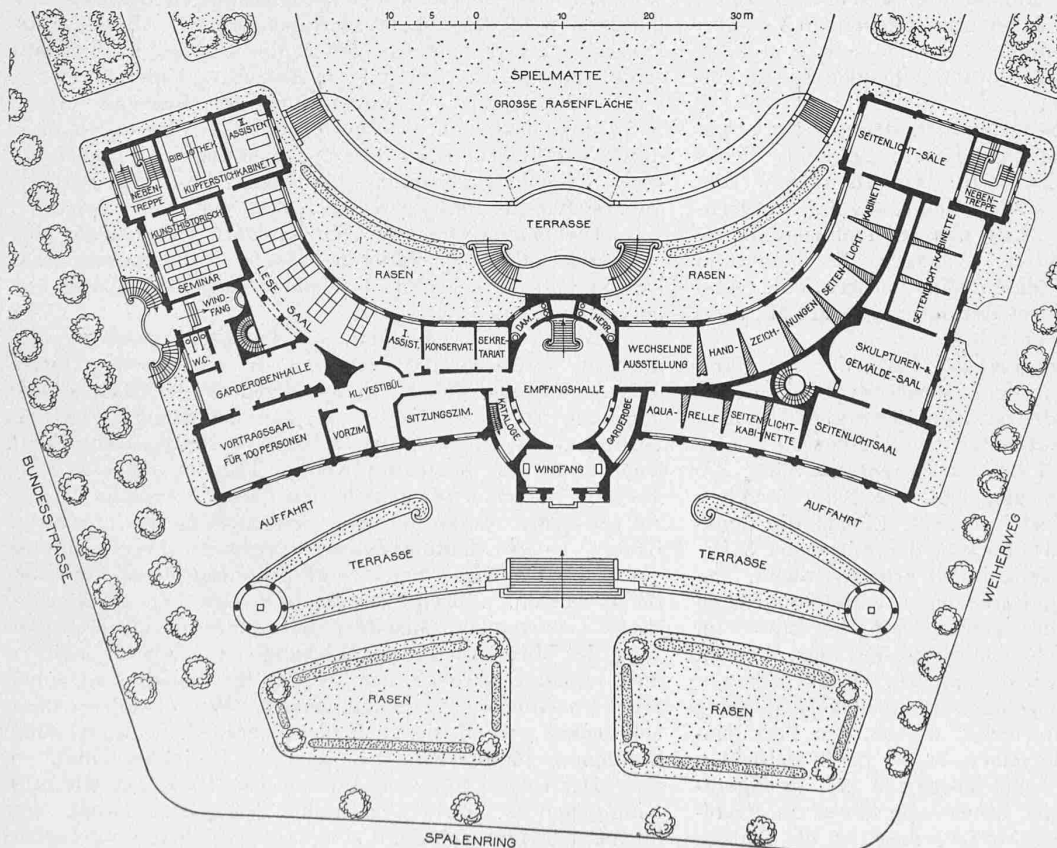 10 5 0 10 20 30 m
SPIELMATTE
GROSSE RASENFLÄCHE
TERRASSE
RASEN
RASEN
II.
ASSISTENT
BIBLIOTHEK
KUPFERSTICHKABINETT
NEBEN-
TREPPE
KUNSTHISTORISCH.
SEMINAR
LESE-SAAL
WIND-
FANG
W.C.
GARDEROBENHALLE
KL. VESTIBÜL
I.
ASSIST.
KONSERVAT.
SEKRE-
TARIAT
DAM.
HERR.
EMPFANGSHALLE
WECHSELNDE
AUSSTELLUNG
HAND-
ZEICH-
NUNGEN
SEITEN-
LICHT-
KABINETTE
SEITENLICHT-SÄLE
NEBEN-
TREPPE
SEITENLICHT-KABINETTE
SKULPTUREN-&
GEMÄLDE-SAAL
VORTRAGSSAAL
FÜR 100 PERSONEN
VORZIM.
SITZUNGSZIM.
KATALOGE
WINDFANG
GARDEROBE
AQUA-
RELLE
SEITEN-
LICHT-
KABI-
NETTE
SEITENLICHTSAAL
AUFFAHRT
AUFFAHRT
TERRASSE
TERRASSE
BUNDESSTRASSE
WEIHERWEG
RASEN
RASEN
SPALENRING